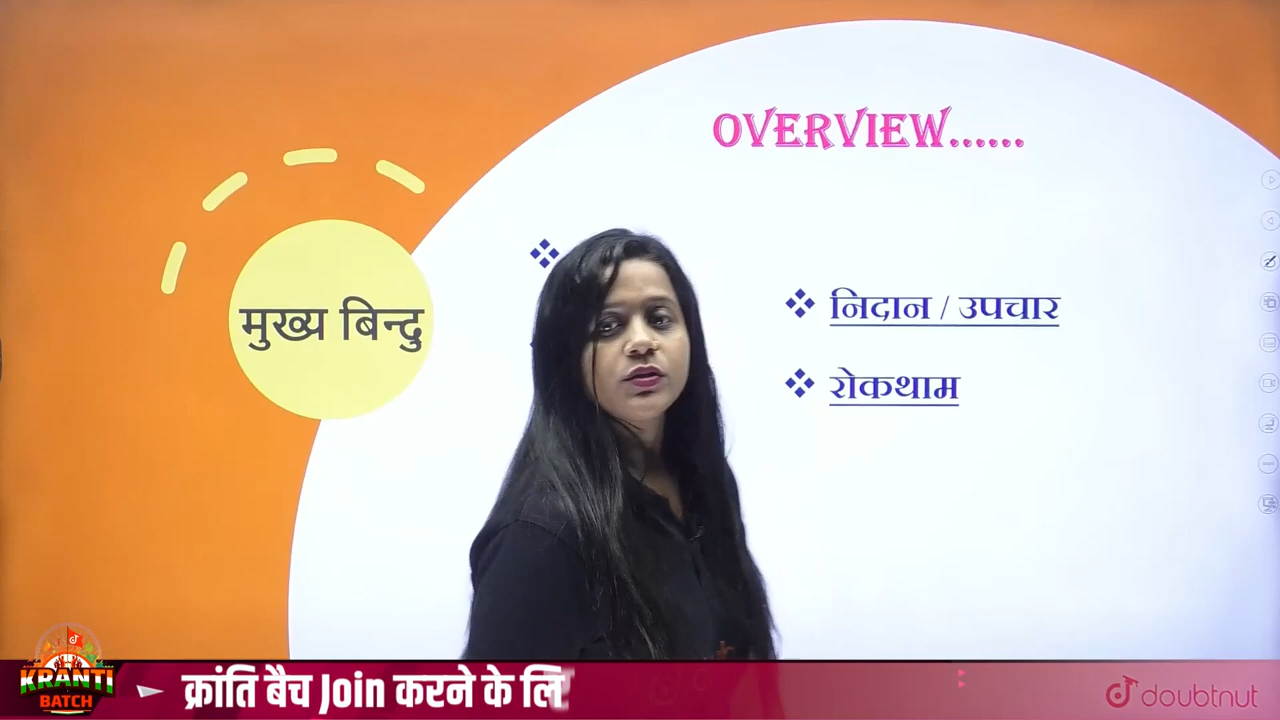 OVERVIEW......
मुख्य बिन्दु
निदान / उपचार
रोकथाम
KRANTI
BATCH
क्रांति बैच Join करने के लि
doubtnut